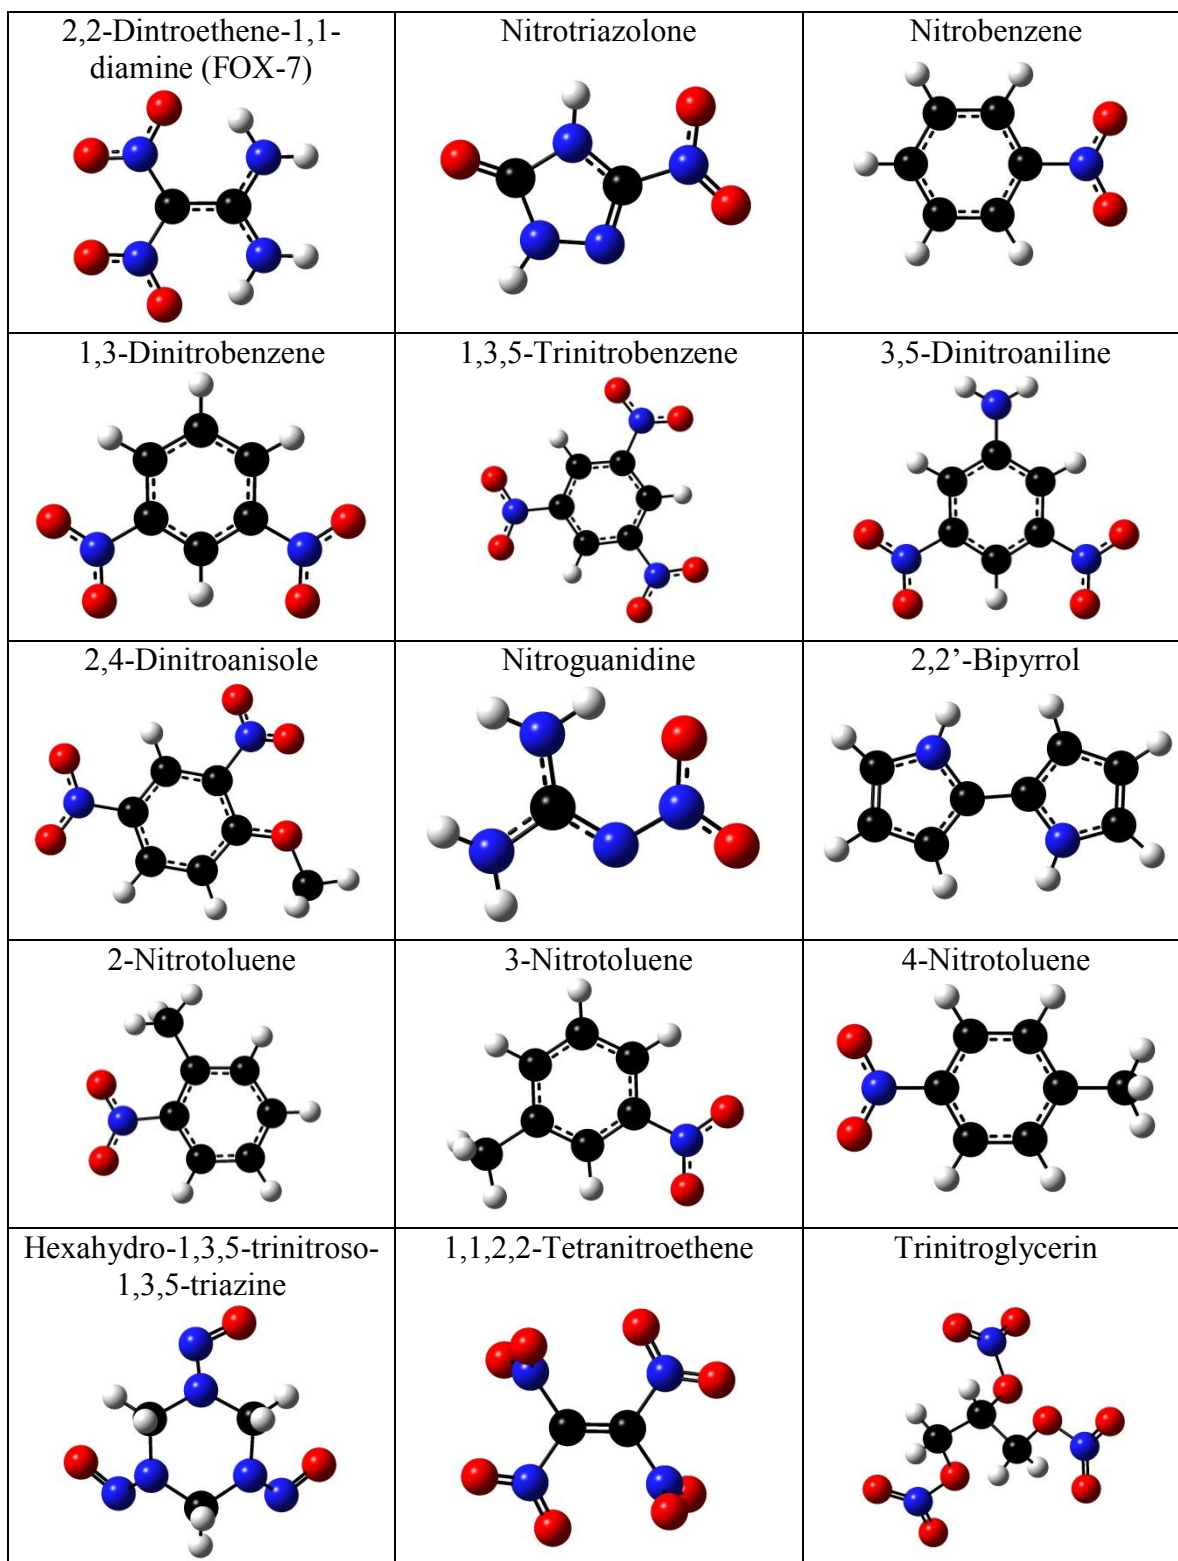 2,2-Dintroethene-1,1-
diamine (FOX-7)
Nitrotriazolone
Nitrobenzene
1,3-Dinitrobenzene
1,3,5-Trinitrobenzene
3,5-Dinitroaniline
2,4-Dinitroanisole
Nitroguanidine
2,2’-Bipyrrol
2-Nitrotoluene
3-Nitrotoluene
4-Nitrotoluene
Hexahydro-1,3,5-trinitroso-
1,3,5-triazine
1,1,2,2-Tetranitroethene
Trinitroglycerin